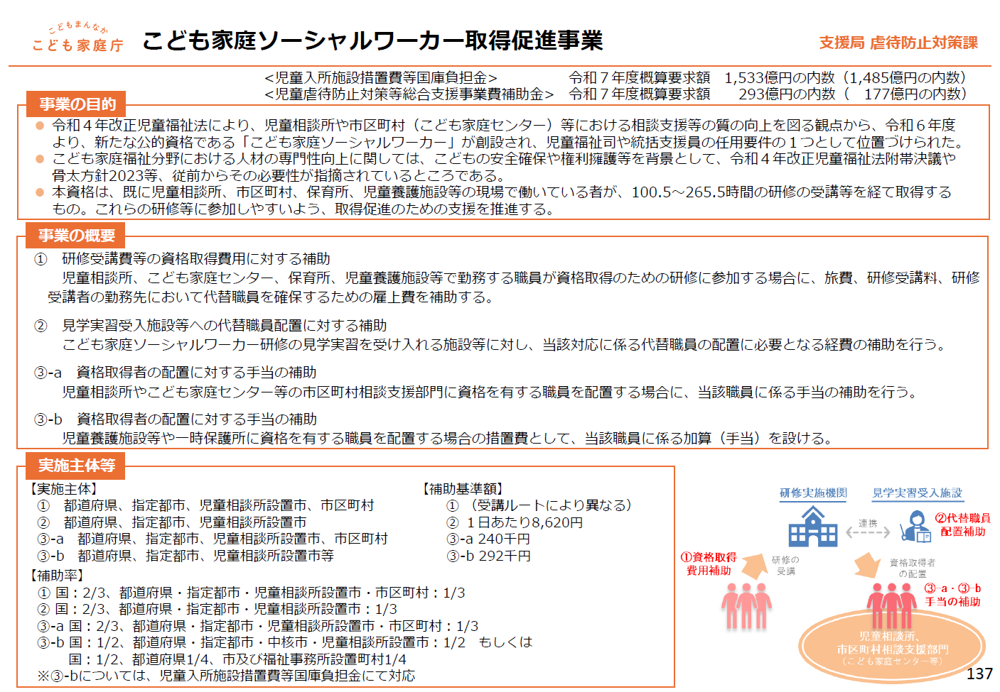 こどもまんなか
こども家庭庁
こども家庭ソーシャルワーカー取得促進事業
支援局 虐待防止対策課
<児童入所施設措置費等国庫負担金>　令和７年度概算要求額　1,533億円の内数（1,485億円の内数）
<児童虐待防止対策等総合支援事業費補助金>　令和７年度概算要求額　293億円の内数（　177億円の内数）
事業の目的
● 令和４年改正児童福祉法により、児童相談所や市区町村（こども家庭センター）等における相談支援等の質の向上を図る観点から、令和６年度
より、新たな公的資格である「こども家庭ソーシャルワーカー」が創設され、児童福祉司や統括支援員の任用要件の１つとして位置づけられた。
● こども家庭福祉分野における人材の専門性向上に関しては、こどもの安全確保や権利擁護等を背景として、令和４年改正児童福祉法附帯決議や
骨太方針2023等、従前からその必要性が指摘されているところである。
● 本資格は、既に児童相談所、市区町村、保育所、児童養護施設等の現場で働いている者が、100.5～265.5時間の研修の受講等を経て取得する
もの。これらの研修等に参加しやすいよう、取得促進のための支援を推進する。
事業の概要
①　研修受講費等の資格取得費用に対する補助
児童相談所、こども家庭センター、保育所、児童養護施設等で勤務する職員が資格取得のための研修に参加する場合に、旅費、研修受講料、研修
受講者の勤務先において代替職員を確保するための雇上費を補助する。
②　見学実習受入施設等への代替職員配置に対する補助
こども家庭ソーシャルワーカー研修の見学実習を受け入れる施設等に対し、当該対応に係る代替職員の配置に必要となる経費の補助を行う。
③-a　資格取得者の配置に対する手当の補助
児童相談所やこども家庭センター等の市区町村相談支援部門に資格を有する職員を配置する場合に、当該職員に係る手当の補助を行う。
③-b　資格取得者の配置に対する手当の補助
児童養護施設等や一時保護所に資格を有する職員を配置する場合の措置費として、当該職員に係る加算（手当）を設ける。
実施主体等
【実施主体】
①　都道府県、指定都市、児童相談所設置市、市区町村
②　都道府県、指定都市、児童相談所設置市
③-a　都道府県、指定都市、児童相談所設置市、市区町村
③-b　都道府県、指定都市、児童相談所設置市等
【補助基準額】
① （受講ルートにより異なる）
② １日あたり8,620円
③-a 240千円
③-b 292千円
【補助率】
① 国：2/3、都道府県・指定都市・児童相談所設置市・市区町村：1/3
② 国：2/3、都道府県・指定都市・児童相談所設置市：1/3
③-a 国：2/3、都道府県・指定都市・児童相談所設置市・市区町村：1/3
③-b 国：1/2、都道府県・指定都市・中核市・児童相談所設置市：1/2　もしくは
国：1/2、都道府県1/4、市及び福祉事務所設置町村1/4
※③-bについては、児童入所施設措置費等国庫負担金にて対応
研修実施機関
見学実習受入施設
連携
②代替職員
配置補助
①資格取得
費用補助
研修の
受講
資格取得者
の配置
③-a・③-b
手当の補助
児童相談所、
市区町村相談支援部門
（こども家庭センター等）
137